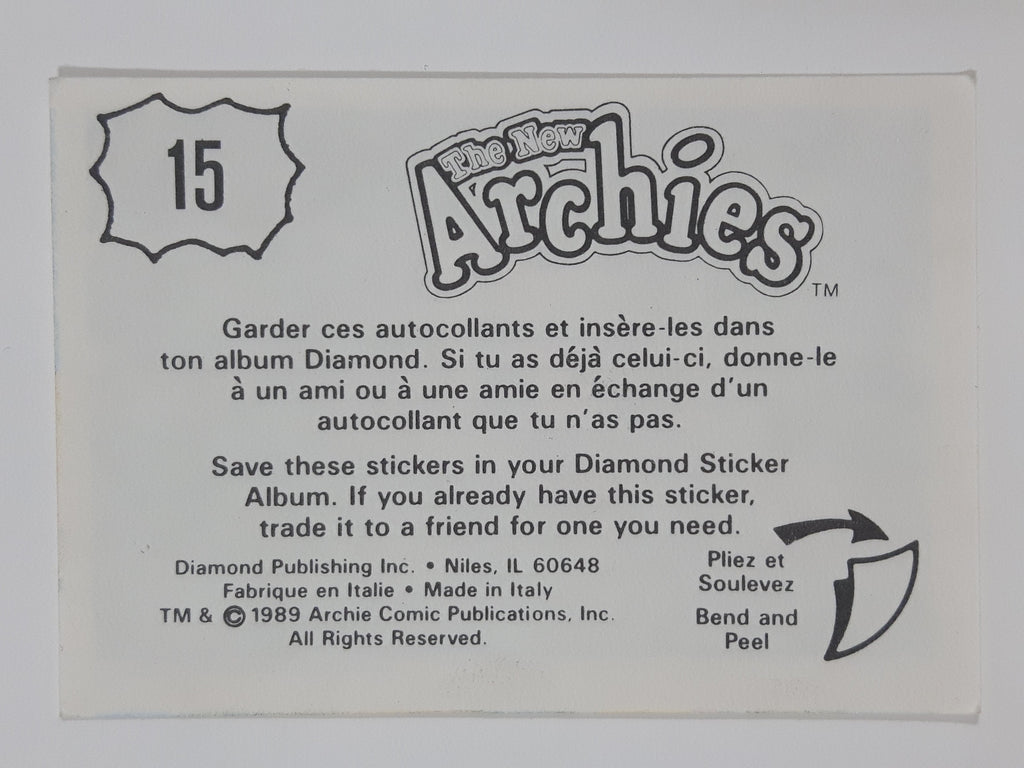 15
The New
Archies
TM
Garder ces autocollants et insère-les dans
ton album Diamond. Si tu as déjà celui-ci, donne-le
à un ami ou à une amie en échange d'un
autocollant que tu n'as pas.
Save these stickers in your Diamond Sticker
Album. If you already have this sticker,
trade it to a friend for one you need.
Diamond Publishing Inc. • Niles, IL 60648
Fabrique en Italie • Made in Italy
TM & © 1989 Archie Comic Publications, Inc.
All Rights Reserved.
Pliez et
Soulevez
Bend and
Peel